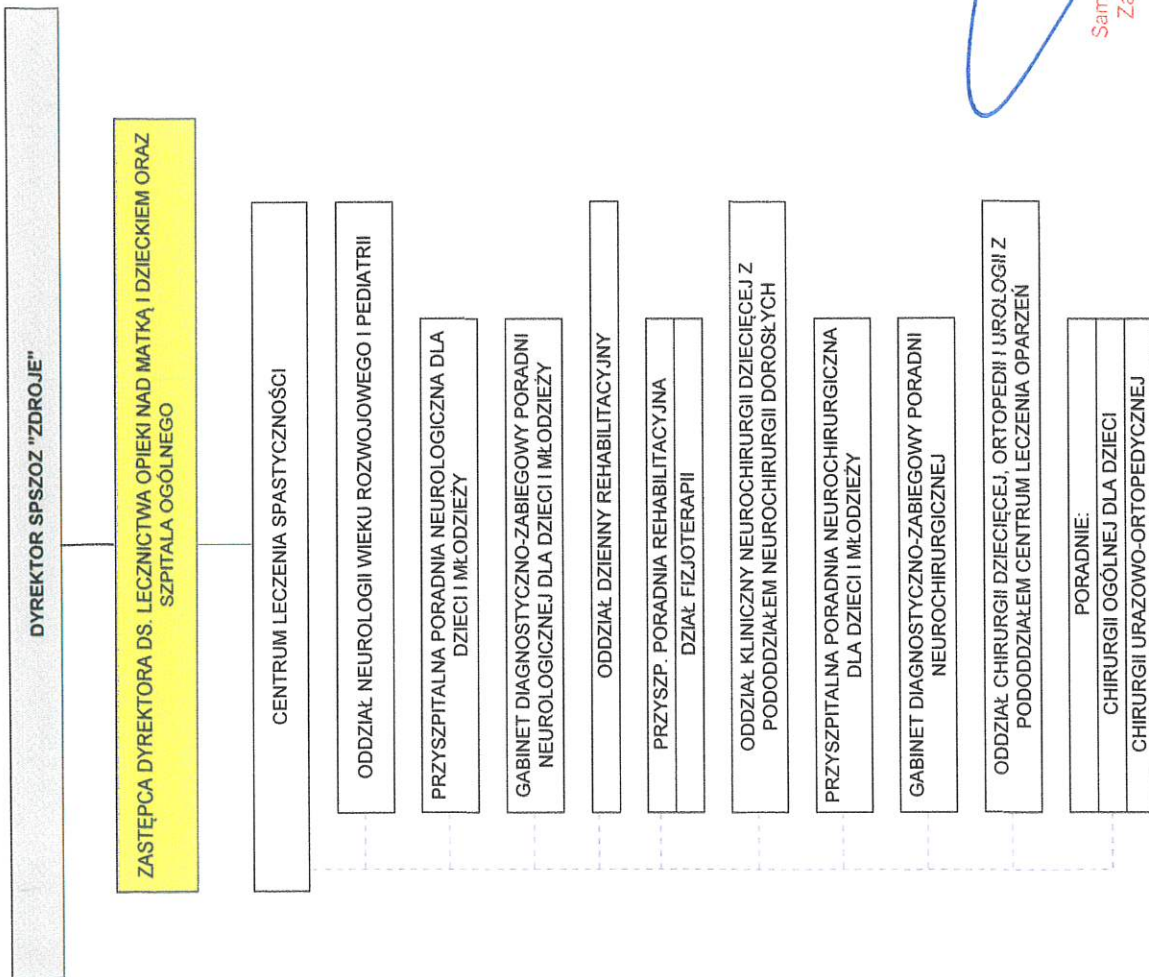 DYREKTOR SPSZOZ "ZDROJE"
ZASTĘPCA DYREKTORA DS. LECZNICTWA OPIEKI NAD MATKĄ I DZIECKIEM ORAZ
SZPITALA OGÓLNEGO
CENTRUM LECZENIA SPASTYCZNOŚCI
ODDZIAŁ NEUROLOGII WIEKU ROZWOJOWEGO I PEDIATRII
PRZYSZPITALNA PORADNIA NEUROLOGICZNA DLA
DZIECI I MŁODZIEŻY
GABINET DIAGNOSTYCZNO-ZABIEGOWY PORADNI
NEUROLOGICZNEJ DLA DZIECI I MŁODZIEŻY
ODDZIAŁ DZIENNY REHABILITACYJNY
PRZYSZP. PORADNIA REHABILITACYJNA
DZIAŁ FIZJOTERAPII
ODDZIAŁ KLINICZNY NEUROCHIRURGII DZIECIĘCEJ Z
PODODDZIAŁEM NEUROCHIRURGII DOROSŁYCH
PRZYSZPITALNA PORADNIA NEUROCHIRURGICZNA
DLA DZIECI I MŁODZIEŻY
GABINET DIAGNOSTYCZNO-ZABIEGOWY PORADNI
NEUROCHIRURGICZNEJ
ODDZIAŁ CHIRURGII DZIECIĘCEJ, ORTOPEDII I UROLOGII Z
PODODDZIAŁEM CENTRUM LECZENIA OPARZEŃ
PORADNIE:
CHIRURGII OGÓLNEJ DLA DZIECI
CHIRURGII URAZOWO-ORTOPEDYCZNEJ
Sam
Za